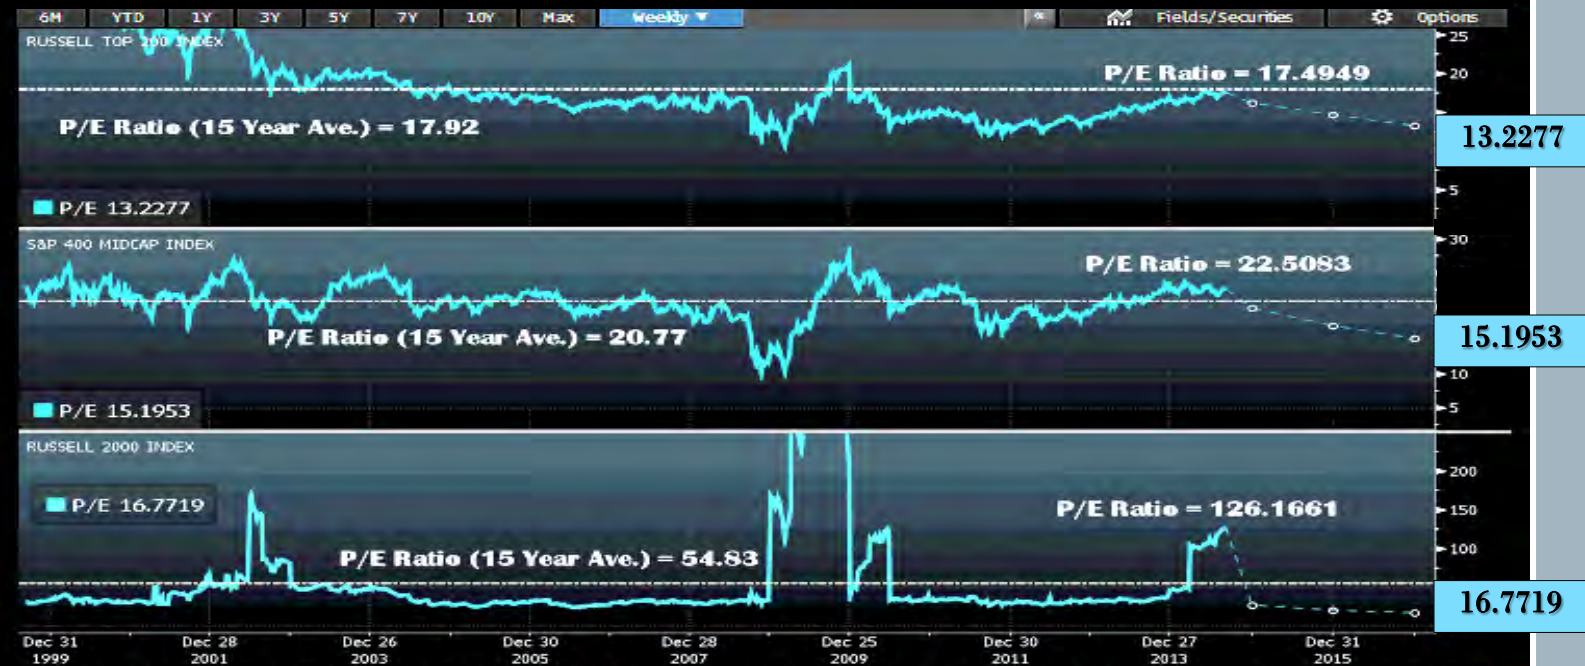 6M YTD 1Y 3Y 5Y 7Y 10Y Max Weekly ▼ « Fields/Securities Options
RUSSELL TOP 200 INDEX
25
P/E Ratio = 17.4949
20
P/E Ratio (15 Year Ave.) = 17.92
13.2277
5
P/E 13.2277
S&P 400 MIDCAP INDEX
30
P/E Ratio = 22.5083
P/E Ratio (15 Year Ave.) = 20.77
15.1953
10
P/E 15.1953
5
RUSSELL 2000 INDEX
200
P/E 16.7719
P/E Ratio = 126.1661
150
P/E Ratio (15 Year Ave.) = 54.83
100
16.7719
Dec 31 Dec 28 Dec 26 Dec 30 Dec 28 Dec 25 Dec 30 Dec 27 Dec 31
1999 2001 2003 2005 2007 2009 2011 2013 2015